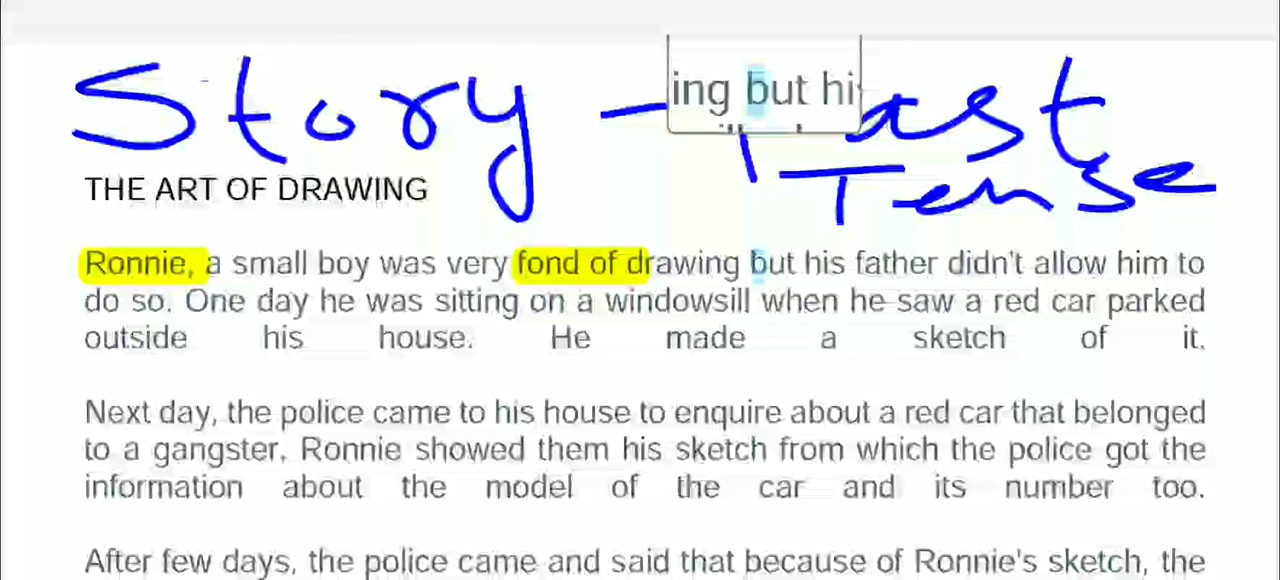 Story - Past
ing but hi
Tense
THE ART OF DRAWING
Ronnie, a small boy was very fond of drawing but his father didn't allow him to
do so. One day he was sitting on a windowsill when he saw a red car parked
outside his house. He made a sketch of it.
Next day, the police came to his house to enquire about a red car that belonged
to a gangster. Ronnie showed them his sketch from which the police got the
information about the model of the car and its number too.
After few days, the police came and said that because of Ronnie's sketch, the